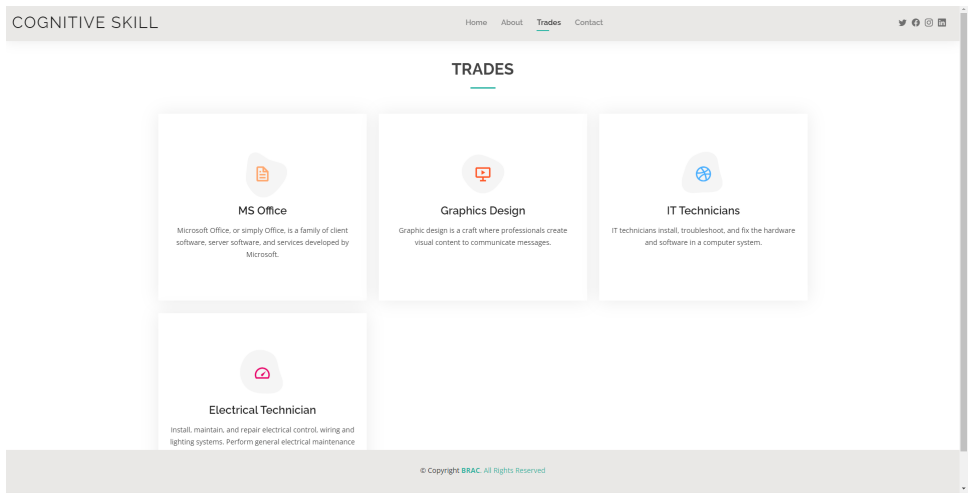 COGNITIVE SKILL
Home About Trades Contact
TRADES
MS Office
Microsoft Office, or simply Office, is a family of client
software, server software, and services developed by
Microsoft.
Graphics Design
Graphic design is a craft where professionals create
visual content to communicate messages.
IT Technicians
IT technicians install, troubleshoot, and fix the hardware
and software in a computer system.
Electrical Technician
Install, maintain, and repair electrical control, wiring and
lighting systems. Perform general electrical maintenance
© Copyright BRAC. All Rights Reserved